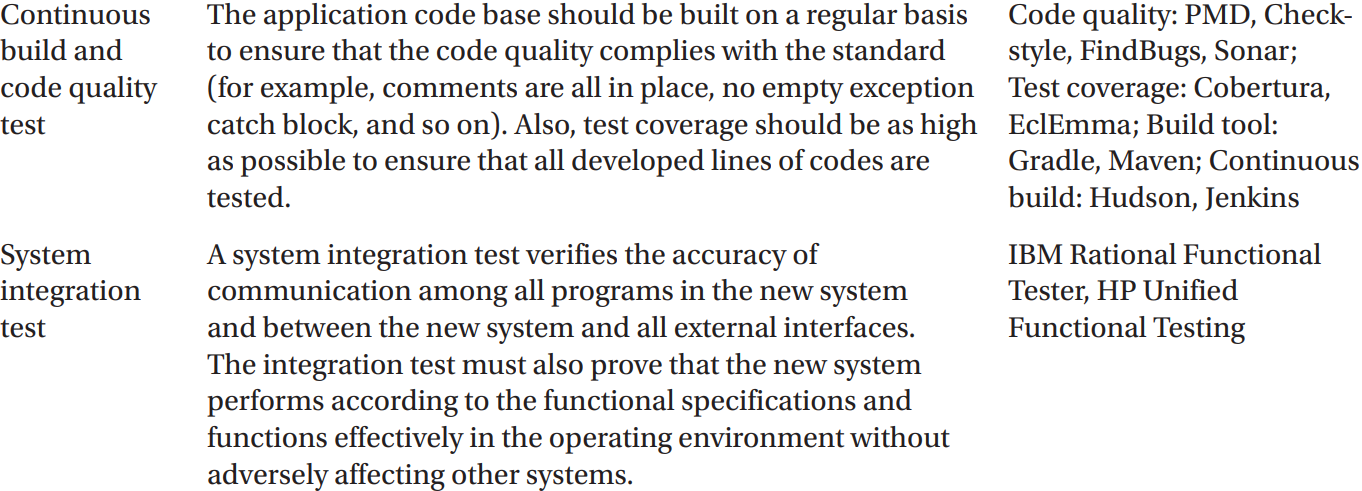 Continuous
build and
code quality
test
The application code base should be built on a regular basis
to ensure that the code quality complies with the standard
(for example, comments are all in place, no empty exception
catch block, and so on). Also, test coverage should be as high
as possible to ensure that all developed lines of codes are
tested.
Code quality: PMD, Check-
style, FindBugs, Sonar;
Test coverage: Cobertura,
EclEmma; Build tool:
Gradle, Maven; Continuous
build: Hudson, Jenkins
System
integration
test
A system integration test verifies the accuracy of
communication among all programs in the new system
and between the new system and all external interfaces.
The integration test must also prove that the new system
performs according to the functional specifications and
functions effectively in the operating environment without
adversely affecting other systems.
IBM Rational Functional
Tester, HP Unified
Functional Testing